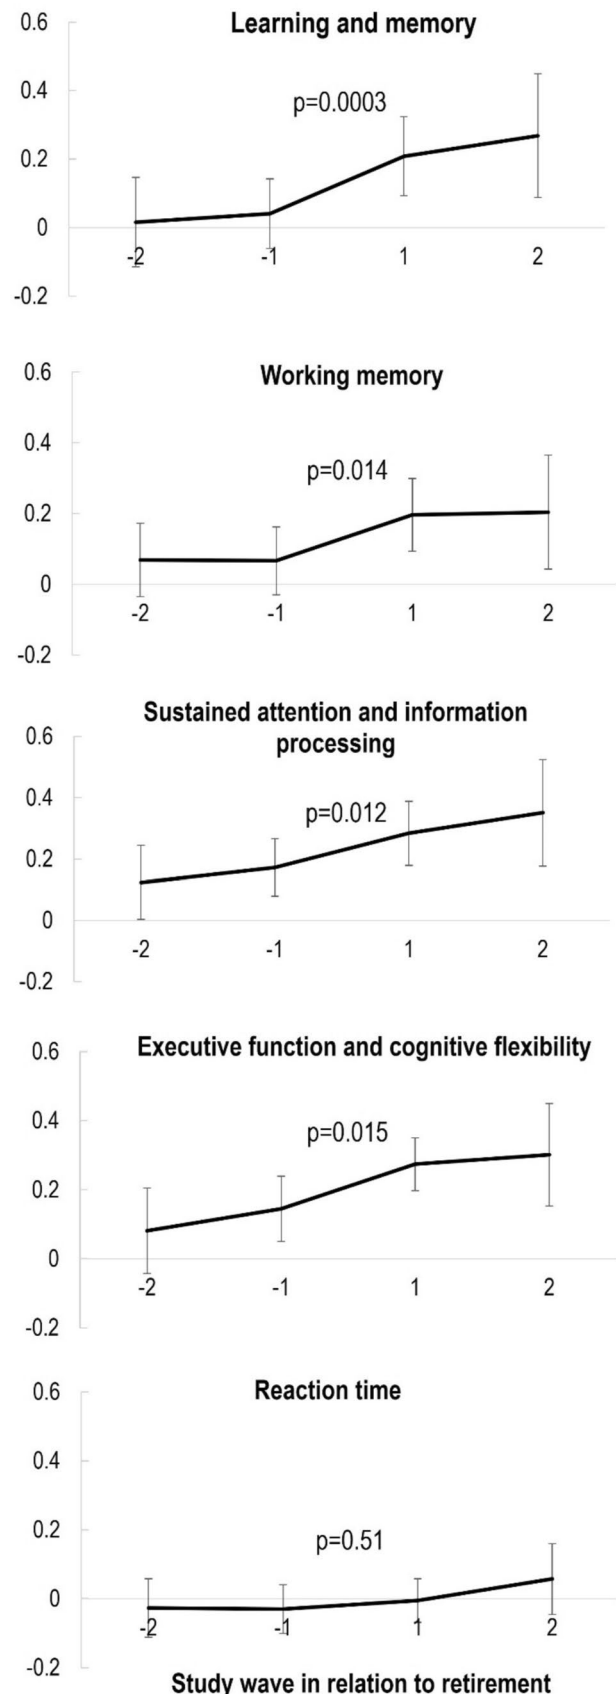 Learning and memory
0.6
0.4
p=0.0003
0.2
0
-2 -1 1 2
-0.2
0.6
Working memory
0.4
p=0.014
0.2
0
-2 -1 1 2
-0.2
Sustained attention and information
processing
0.6
0.4
p=0.012
0.2
0
-2 -1 1 2
-0.2
0.6
Executive function and cognitive flexibility
0.4
p=0.015
0.2
0
-2 -1 1 2
-0.2
0.6
Reaction time
0.4
0.2
p=0.51
0
-2 -1 1 2
-0.2
Study wave in relation to retirement